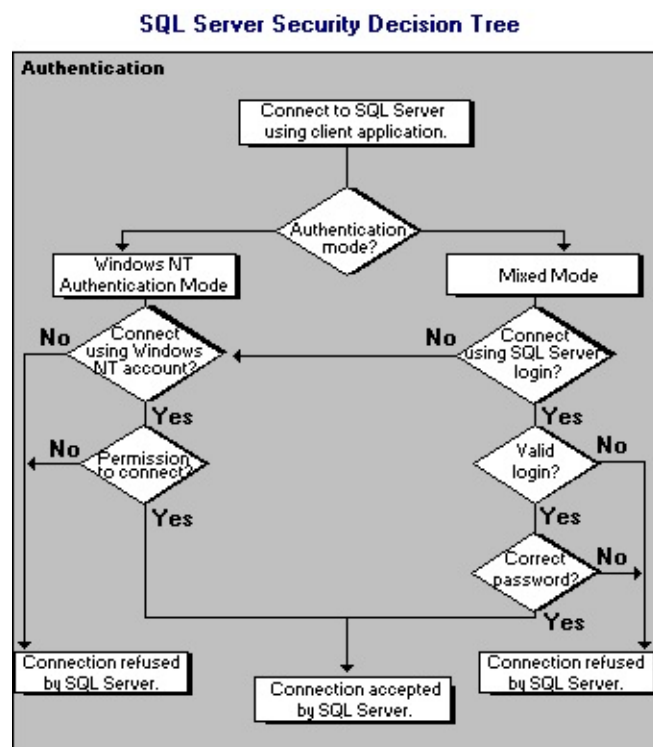 SQL Server Security Decision Tree
Authentication
Connect to SQL Server
using client application.
Authentication
mode?
Windows NT
Authentication Mode
Mixed Mode
No
Connect
using Windows
NT account?
No
Connect
using SQL Server
login?
Yes
Yes
No
Permission
to connect?
Valid
login?
No
Yes
Yes
Correct
password?
No
Yes
Connection refused
by SQL Server.
Connection accepted
by SQL Server.
Connection refused
by SQL Server.